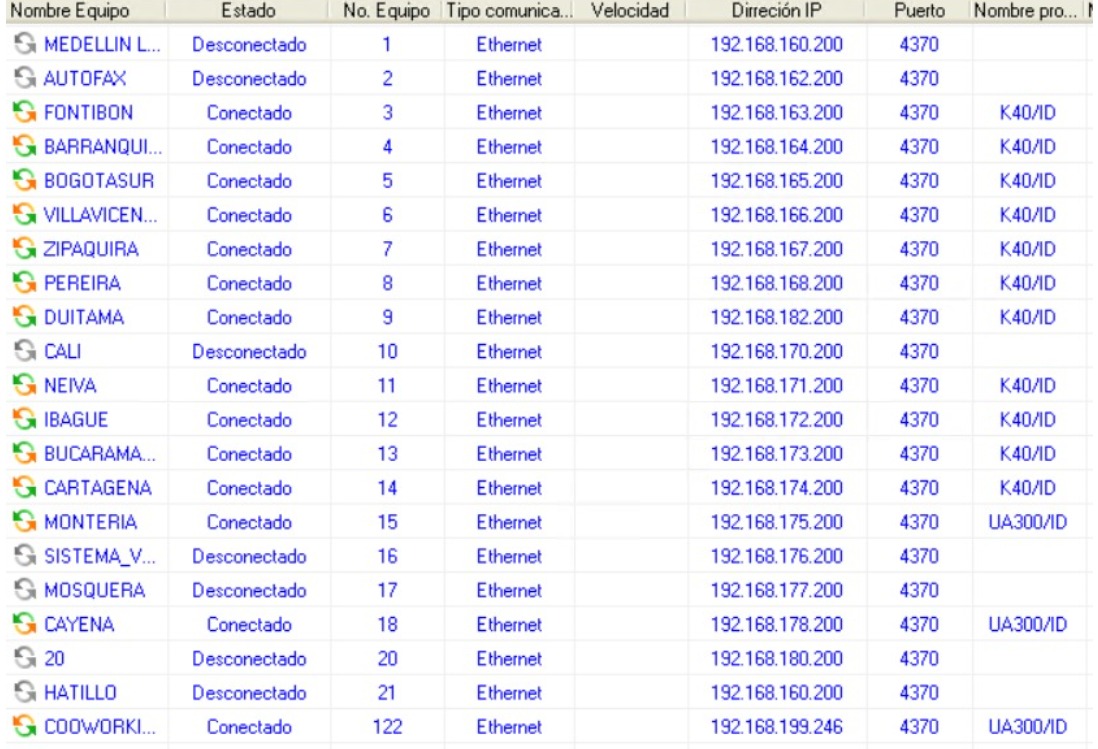 Nombre Equipo Estado No. Equipo Tipo comunica... Velocidad Dirreción IP Puerto Nombre pro...
MEDELLIN L... Desconectado 1 Ethernet 192.168.160.200 4370
AUTOFAX Desconectado 2 Ethernet 192.168.162.200 4370
FONTIBON Conectado 3 Ethernet 192.168.163.200 4370 K40/ID
BARRANQUI... Conectado 4 Ethernet 192.168.164.200 4370 K40/ID
BOGOTASUR Conectado 5 Ethernet 192.168.165.200 4370 K40/ID
VILLAVICEN... Conectado 6 Ethernet 192.168.166.200 4370 K40/ID
ZIPAQUIRA Conectado 7 Ethernet 192.168.167.200 4370 K40/ID
PEREIRA Conectado 8 Ethernet 192.168.168.200 4370 K40/ID
DUITAMA Conectado 9 Ethernet 192.168.182.200 4370 K40/ID
CALI Desconectado 10 Ethernet 192.168.170.200 4370
NEIVA Conectado 11 Ethernet 192.168.171.200 4370 K40/ID
IBAGUE Conectado 12 Ethernet 192.168.172.200 4370 K40/ID
BUCARAMA... Conectado 13 Ethernet 192.168.173.200 4370 K40/ID
CARTAGENA Conectado 14 Ethernet 192.168.174.200 4370 K40/ID
MONTERIA Conectado 15 Ethernet 192.168.175.200 4370 UA300/ID
SISTEMA_V... Desconectado 16 Ethernet 192.168.176.200 4370
MOSQUERA Desconectado 17 Ethernet 192.168.177.200 4370
CAYENA Conectado 18 Ethernet 192.168.178.200 4370 UA300/ID
20 Desconectado 20 Ethernet 192.168.180.200 4370
HATILLO Desconectado 21 Ethernet 192.168.160.200 4370
COOWORKI... Conectado 122 Ethernet 192.168.199.246 4370 UA300/ID